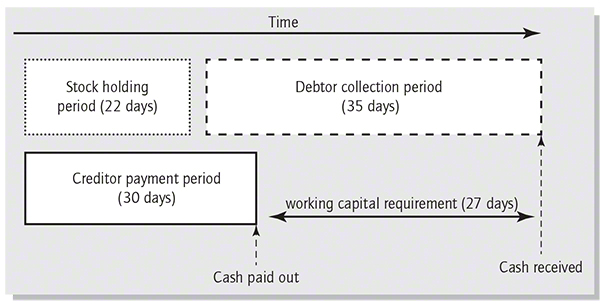 Time
Stock holding
period (22 days)
Debtor collection period
(35 days)
Creditor payment period
(30 days)
working capital requirement (27 days)
Cash paid out
Cash received